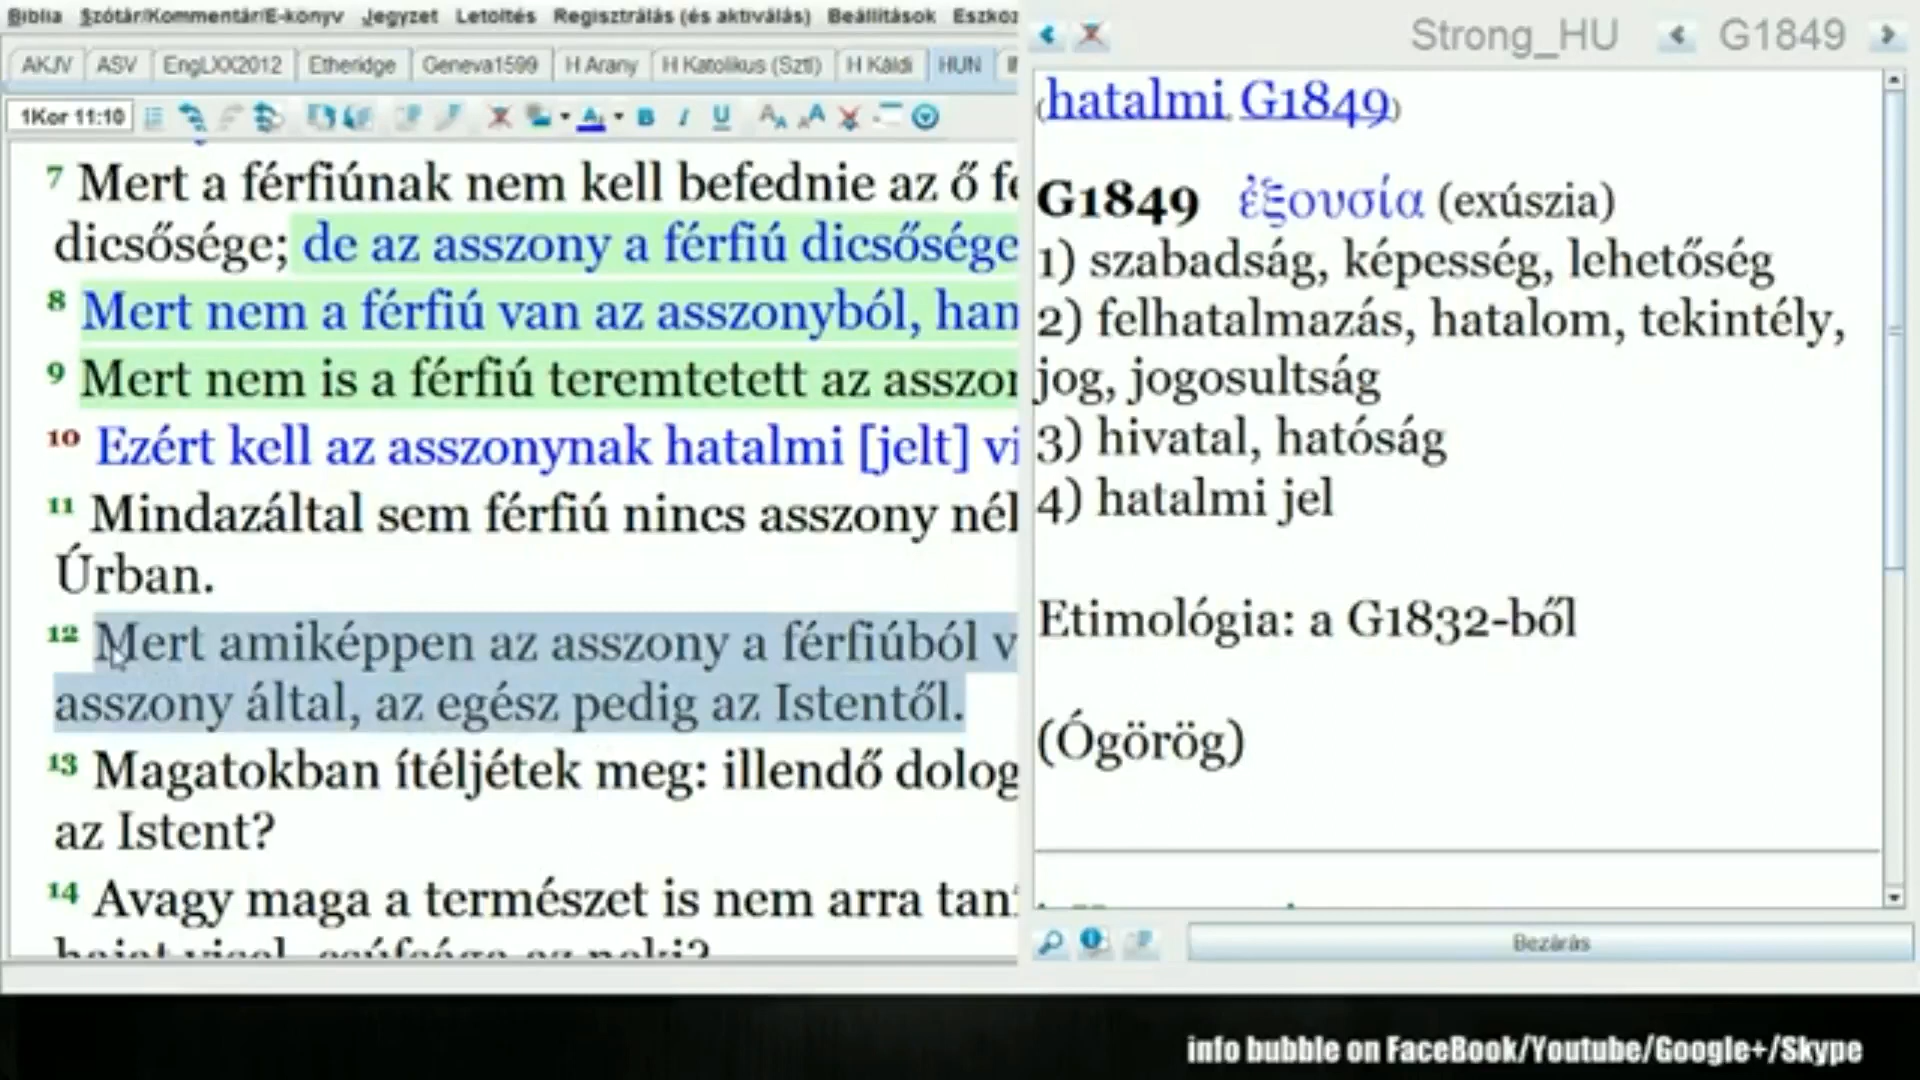 Biblia Szótár/Kommentár/E-könyv Jegyzet Letöltés Regisztrálás (és aktiválás) Beállítások
AKJV ASV EngLXX2012 Etheridge Geneva1599 H Arany H Katolikus (SztI) H Káldi HUN
1Kor 11:10
7 Mert a férfiúnak nem kell befednie az ő
dicsősége; de az asszony a férfiú dicsősége
8 Mert nem a férfiú van az asszonyból,
9 Mert nem is a férfiú teremtetett az
10 Ezért kell az asszonynak hatalmi [jelt]
11 Mindazáltal sem férfiú nincs asszony
Úrban.
12 Mert amiképpen az asszony a férfiúból
asszony által, az egész pedig az Istentől.
13 Magatokban ítéljétek meg: illendő dolog
az Istent?
14 Avagy maga a természet is nem arra
hajat visel, csúfsága az neki?
Strong_HU G1849
(hatalmi, G1849)
G1849 ἐξουσία (exúszia)
1) szabadság, képesség, lehetőség
2) felhatalmazás, hatalom, tekintély,
jog, jogosultság
3) hivatal, hatóság
4) hatalmi jel
Etimológia: a G1832-ből
(Ógörög)
Bezárás
info bubble on FaceBook/Youtube/Google+/Skype